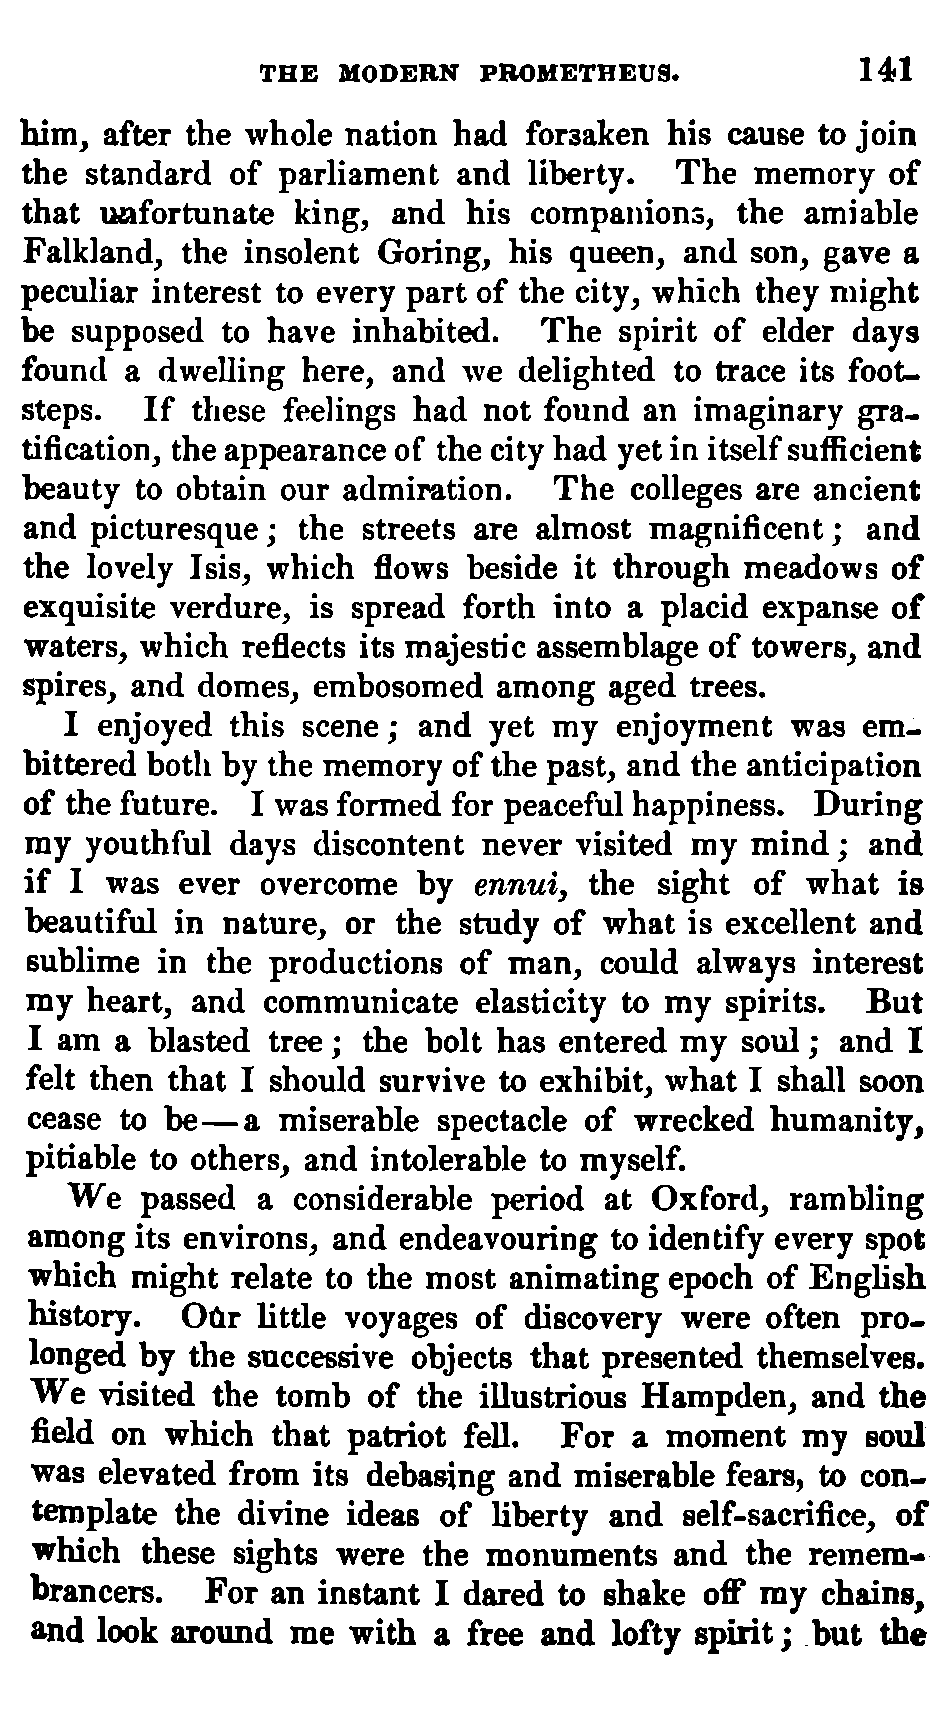 THE MODERN PROMETHEUS. 141
him, after the whole nation had forsaken his cause to join
the standard of parliament and liberty. The memory of
that unfortunate king, and his companions, the amiable
Falkland, the insolent Goring, his queen, and son, gave a
peculiar interest to every part of the city, which they might
be supposed to have inhabited. The spirit of elder days
found a dwelling here, and we delighted to trace its foot-
steps. If these feelings had not found an imaginary gra-
tification, the appearance of the city had yet in itself sufficient
beauty to obtain our admiration. The colleges are ancient
and picturesque; the streets are almost magnificent; and
the lovely Isis, which flows beside it through meadows of
exquisite verdure, is spread forth into a placid expanse of
waters, which reflects its majestic assemblage of towers, and
spires, and domes, embosomed among aged trees.
I enjoyed this scene; and yet my enjoyment was em-
bittered both by the memory of the past, and the anticipation
of the future. I was formed for peaceful happiness. During
my youthful days discontent never visited my mind; and
if I was ever overcome by ennui, the sight of what is
beautiful in nature, or the study of what is excellent and
sublime in the productions of man, could always interest
my heart, and communicate elasticity to my spirits. But
I am a blasted tree; the bolt has entered my soul; and I
felt then that I should survive to exhibit, what I shall soon
cease to be—a miserable spectacle of wrecked humanity,
pitiable to others, and intolerable to myself.
We passed a considerable period at Oxford, rambling
among its environs, and endeavouring to identify every spot
which might relate to the most animating epoch of English
history. Our little voyages of discovery were often pro-
longed by the successive objects that presented themselves.
We visited the tomb of the illustrious Hampden, and the
field on which that patriot fell. For a moment my soul
was elevated from its debasing and miserable fears, to con-
template the divine ideas of liberty and self-sacrifice, of
which these sights were the monuments and the remem-
brancers. For an instant I dared to shake off my chains,
and look around me with a free and lofty spirit; but the